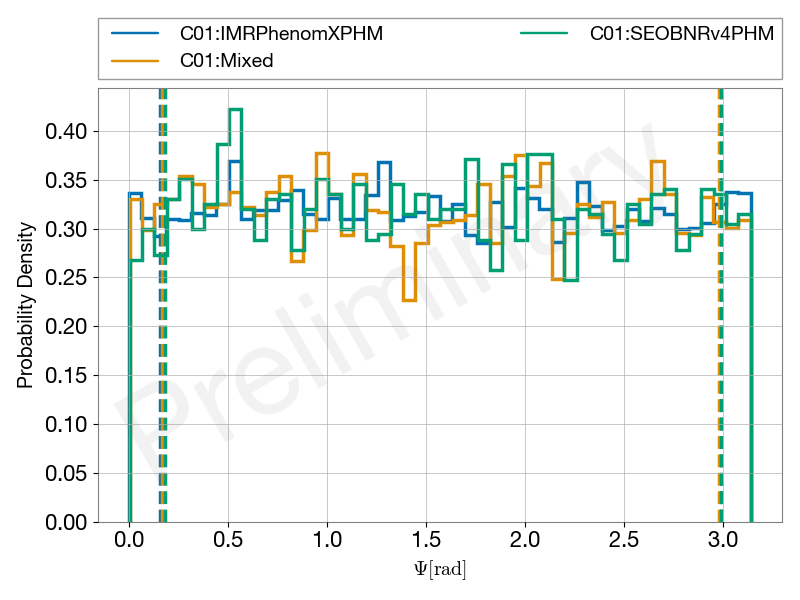 C01:IMRPhenomXPHM
C01:Mixed
C01:SEOBNRv4PHM
0.40
0.35
0.30
0.25
0.20
0.15
0.10
0.05
0.00
Probability Density
Preliminary
0.0 0.5 1.0 1.5 2.0 2.5 3.0
Ψ[rad]